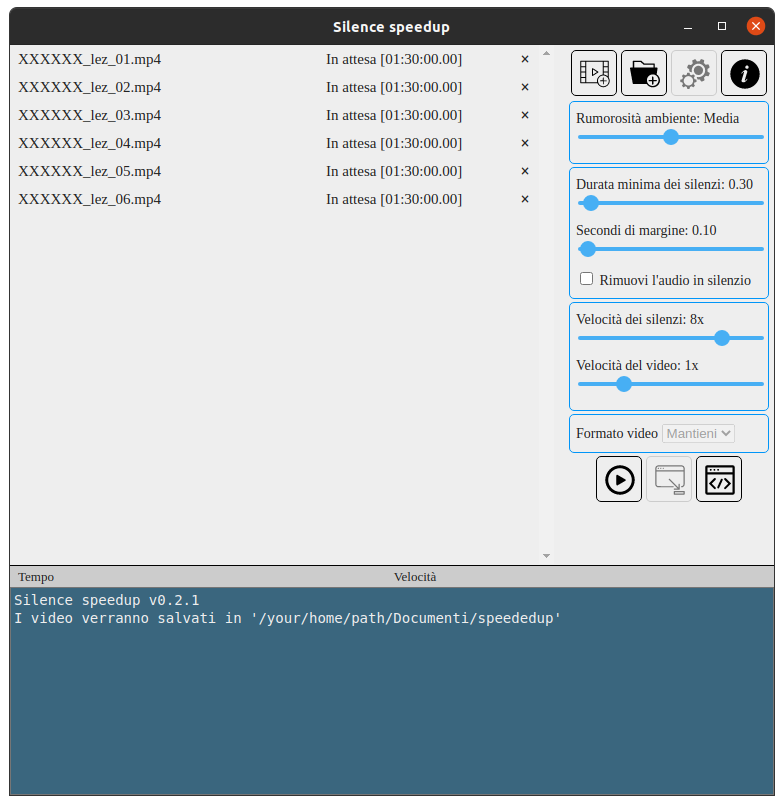 Silence speedup
XXXXXX_lez_01.mp4 In attesa [01:30:00.00] ×
XXXXXX_lez_02.mp4 In attesa [01:30:00.00] ×
XXXXXX_lez_03.mp4 In attesa [01:30:00.00] ×
XXXXXX_lez_04.mp4 In attesa [01:30:00.00] ×
XXXXXX_lez_05.mp4 In attesa [01:30:00.00] ×
XXXXXX_lez_06.mp4 In attesa [01:30:00.00] ×
Rumorosità ambiente: Media
Durata minima dei silenzi: 0.30
Secondi di margine: 0.10
Rimuovi l'audio in silenzio
Velocità dei silenzi: 8x
Velocità del video: 1x
Formato video Mantieni
Tempo Velocità
Silence speedup v0.2.1
I video verranno salvati in '/your/home/path/Documenti/speededup'